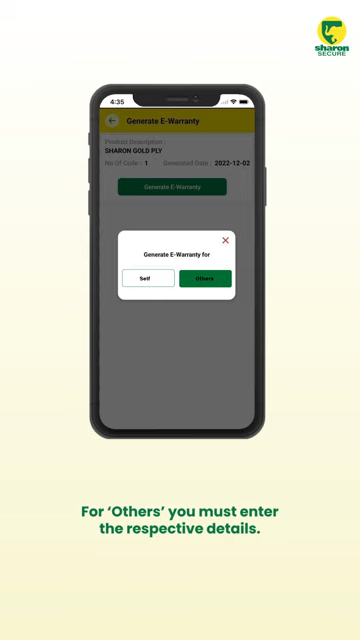 sharon
SECURE
4:35
Generate E-Warranty
Product Description :
SHARON GOLD PLY
No Of Code : 1 Generated Date : 2022-12-02
Generate E-Warranty
Generate E-Warranty for
Self Others
For ‘Others’ you must enter
the respective details.